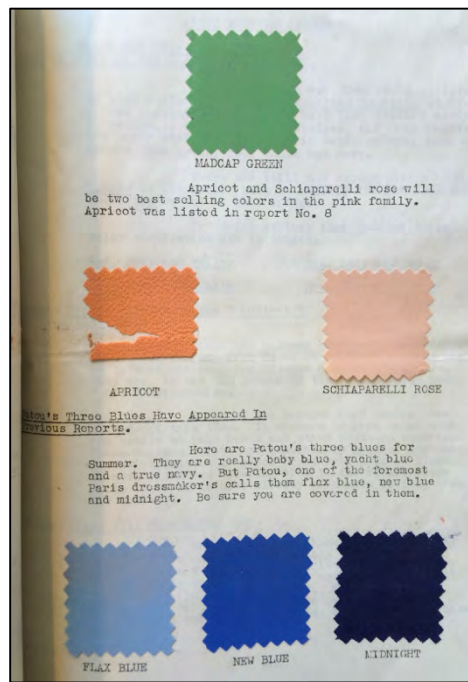 MADCAP GREEN
Apricot and Schiaparelli rose will
be two best selling colors in the pink family.
Apricot was listed in report No. 8
APRICOT
SCHIAPARELLI ROSE
Patou's Three Blues Have Appeared In
Previous Reports.
Here are Patou's three blues for
Summer. They are really baby blue, yacht blue
and a true navy. But Patou, one of the foremost
Paris dressmaker's calls them flax blue, new blue
and midnight. Be sure you are covered in them.
FLAX BLUE
NEW BLUE
MIDNIGHT